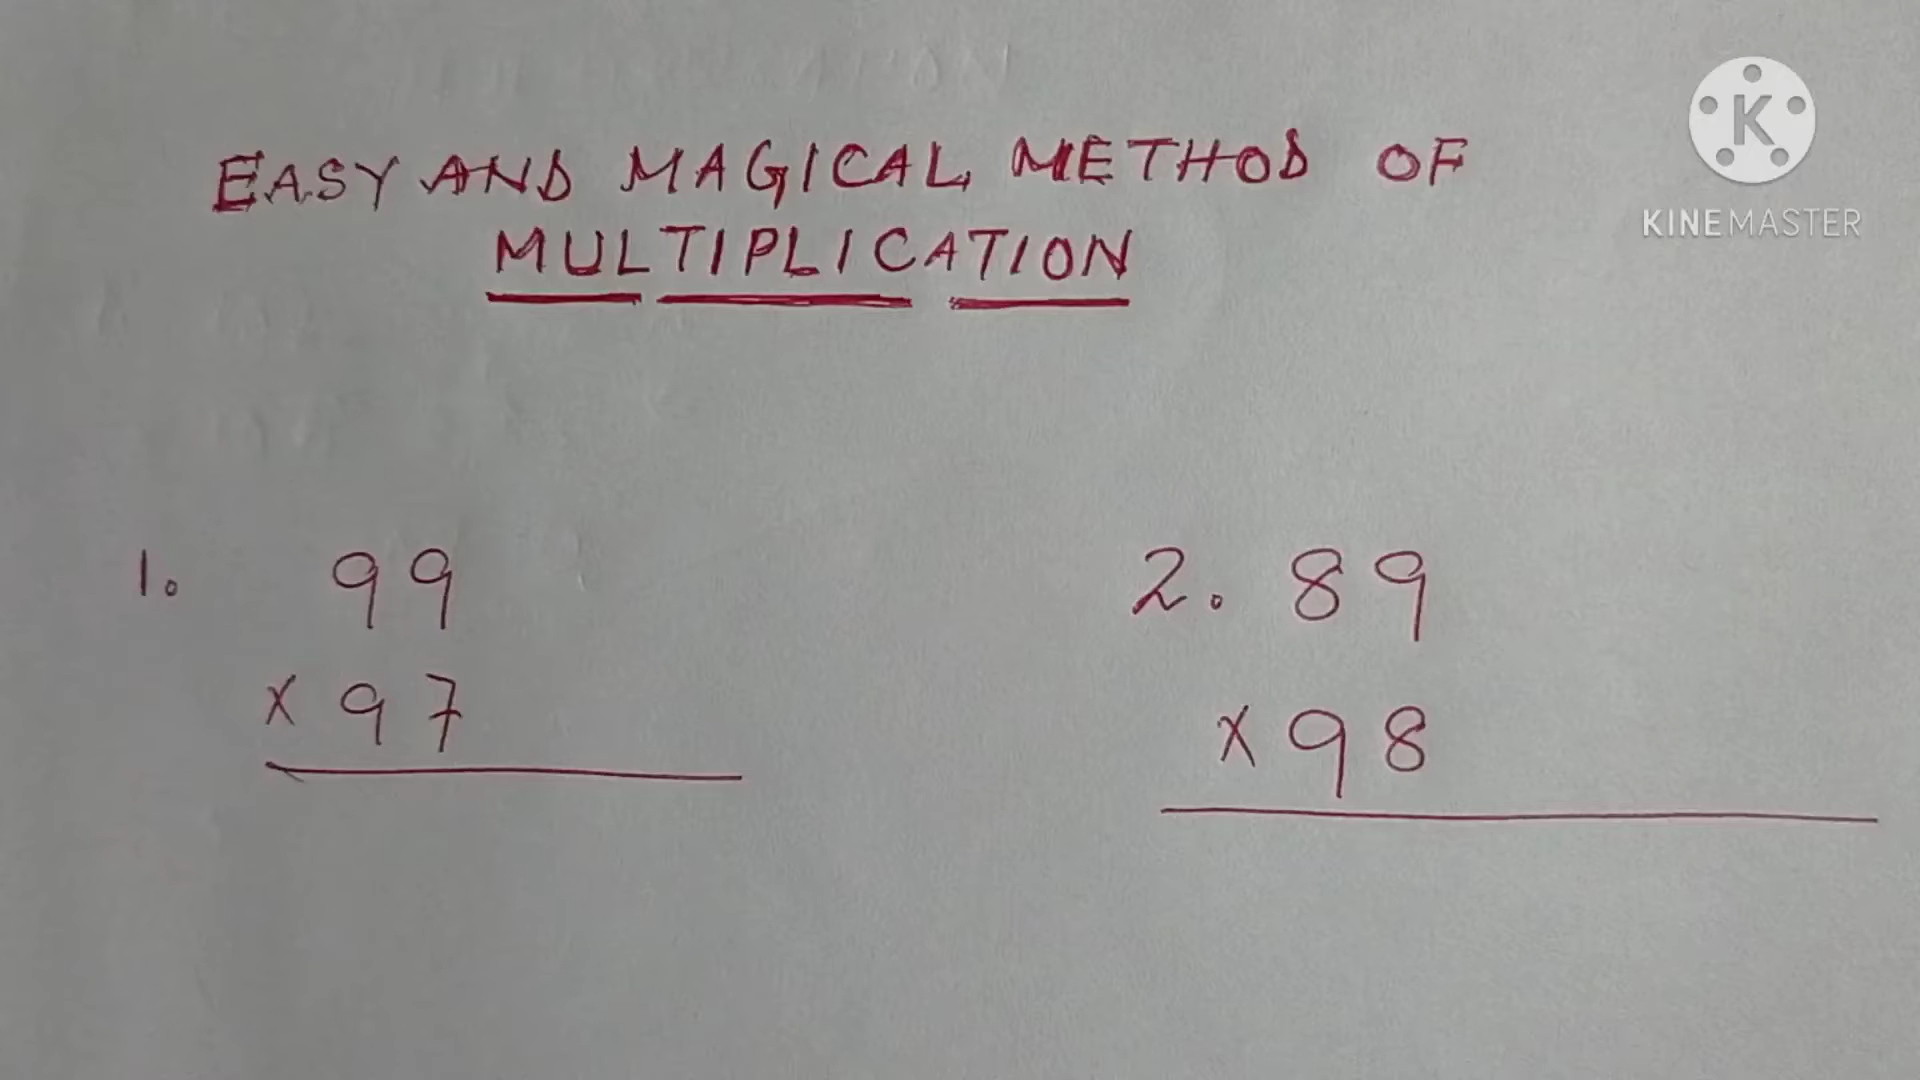 EASY AND MAGICAL METHOD OF
MULTIPLICATION
KINEMASTER
1. 99
x 97
2. 89
x 98